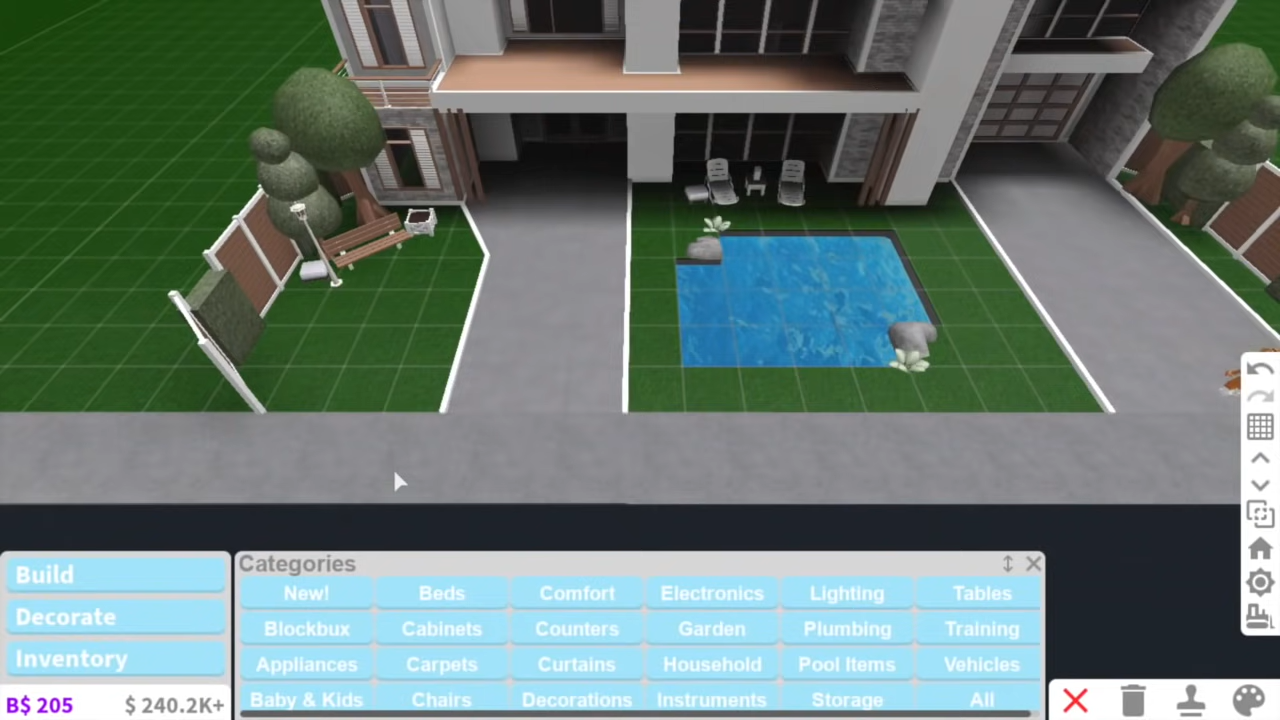 Build
Decorate
Inventory
B$ 205 $ 240.2K+
Categories
New! Beds Comfort Electronics Lighting Tables
Blockbux Cabinets Counters Garden Plumbing Training
Appliances Carpets Curtains Household Pool Items Vehicles
Baby & Kids Chairs Decorations Instruments Storage All